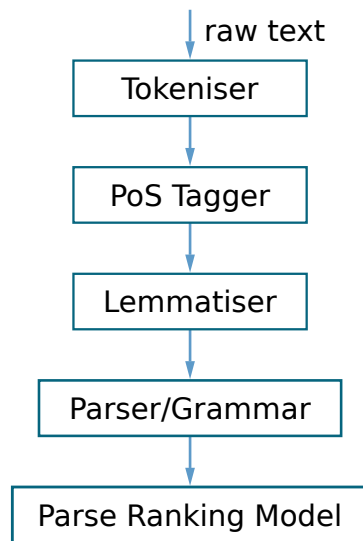 raw text
Tokeniser
PoS Tagger
Lemmatiser
Parser/Grammar
Parse Ranking Model